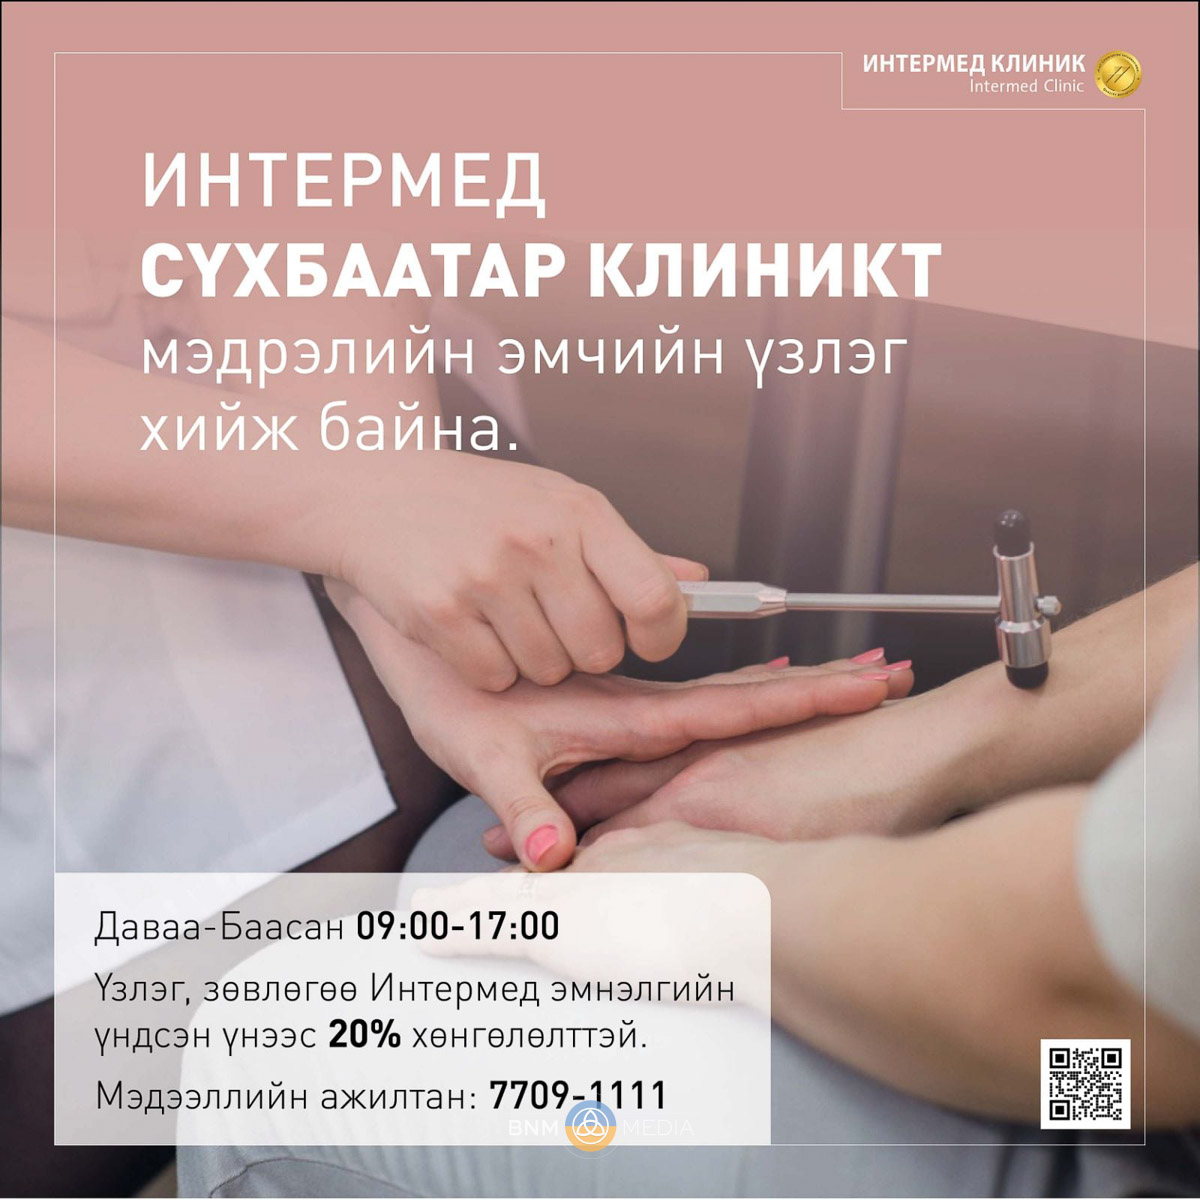 ИНТЕРМЕД КЛИНИК
Intermed Clinic
ИНТЕРМЕД
СҮХБААТАР КЛИНИКТ
мэдрэлийн эмчийн үзлэг
хийж байна.
Даваа-Баасан 09:00-17:00
Үзлэг, зөвлөгөө Интермед эмнэлгийн
үндсэн үнээс 20% хөнгөлөлттэй.
Мэдээллийн ажилтан: 7709-1111
BNM MEDIA